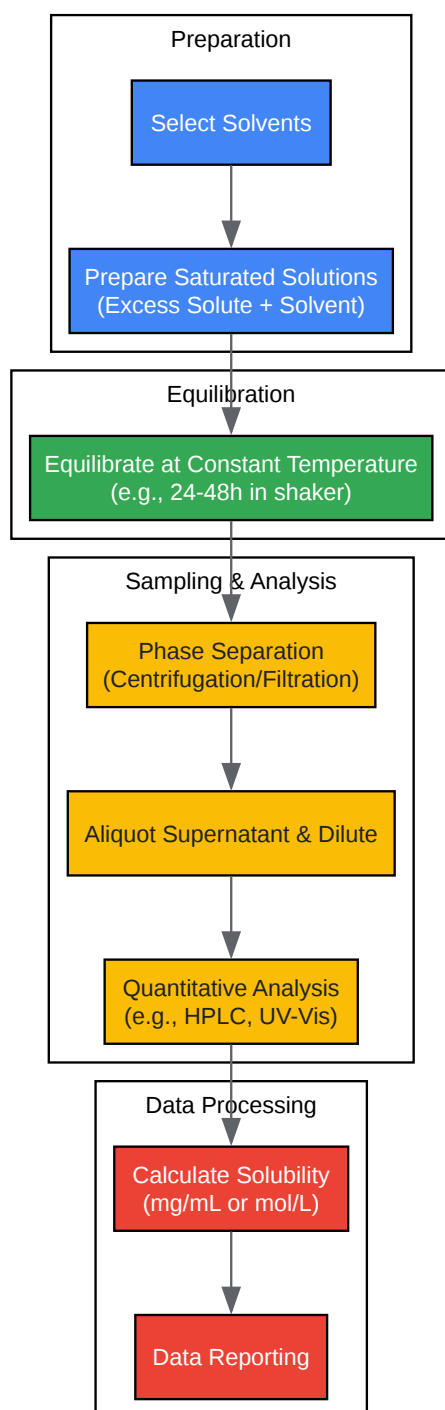 Preparation
Select Solvents
Prepare Saturated Solutions
(Excess Solute + Solvent)
Equilibration
Equilibrate at Constant Temperature
(e.g., 24-48h in shaker)
Sampling & Analysis
Phase Separation
(Centrifugation/Filtration)
Aliquot Supernatant & Dilute
Quantitative Analysis
(e.g., HPLC, UV-Vis)
Data Processing
Calculate Solubility
(mg/mL or mol/L)
Data Reporting